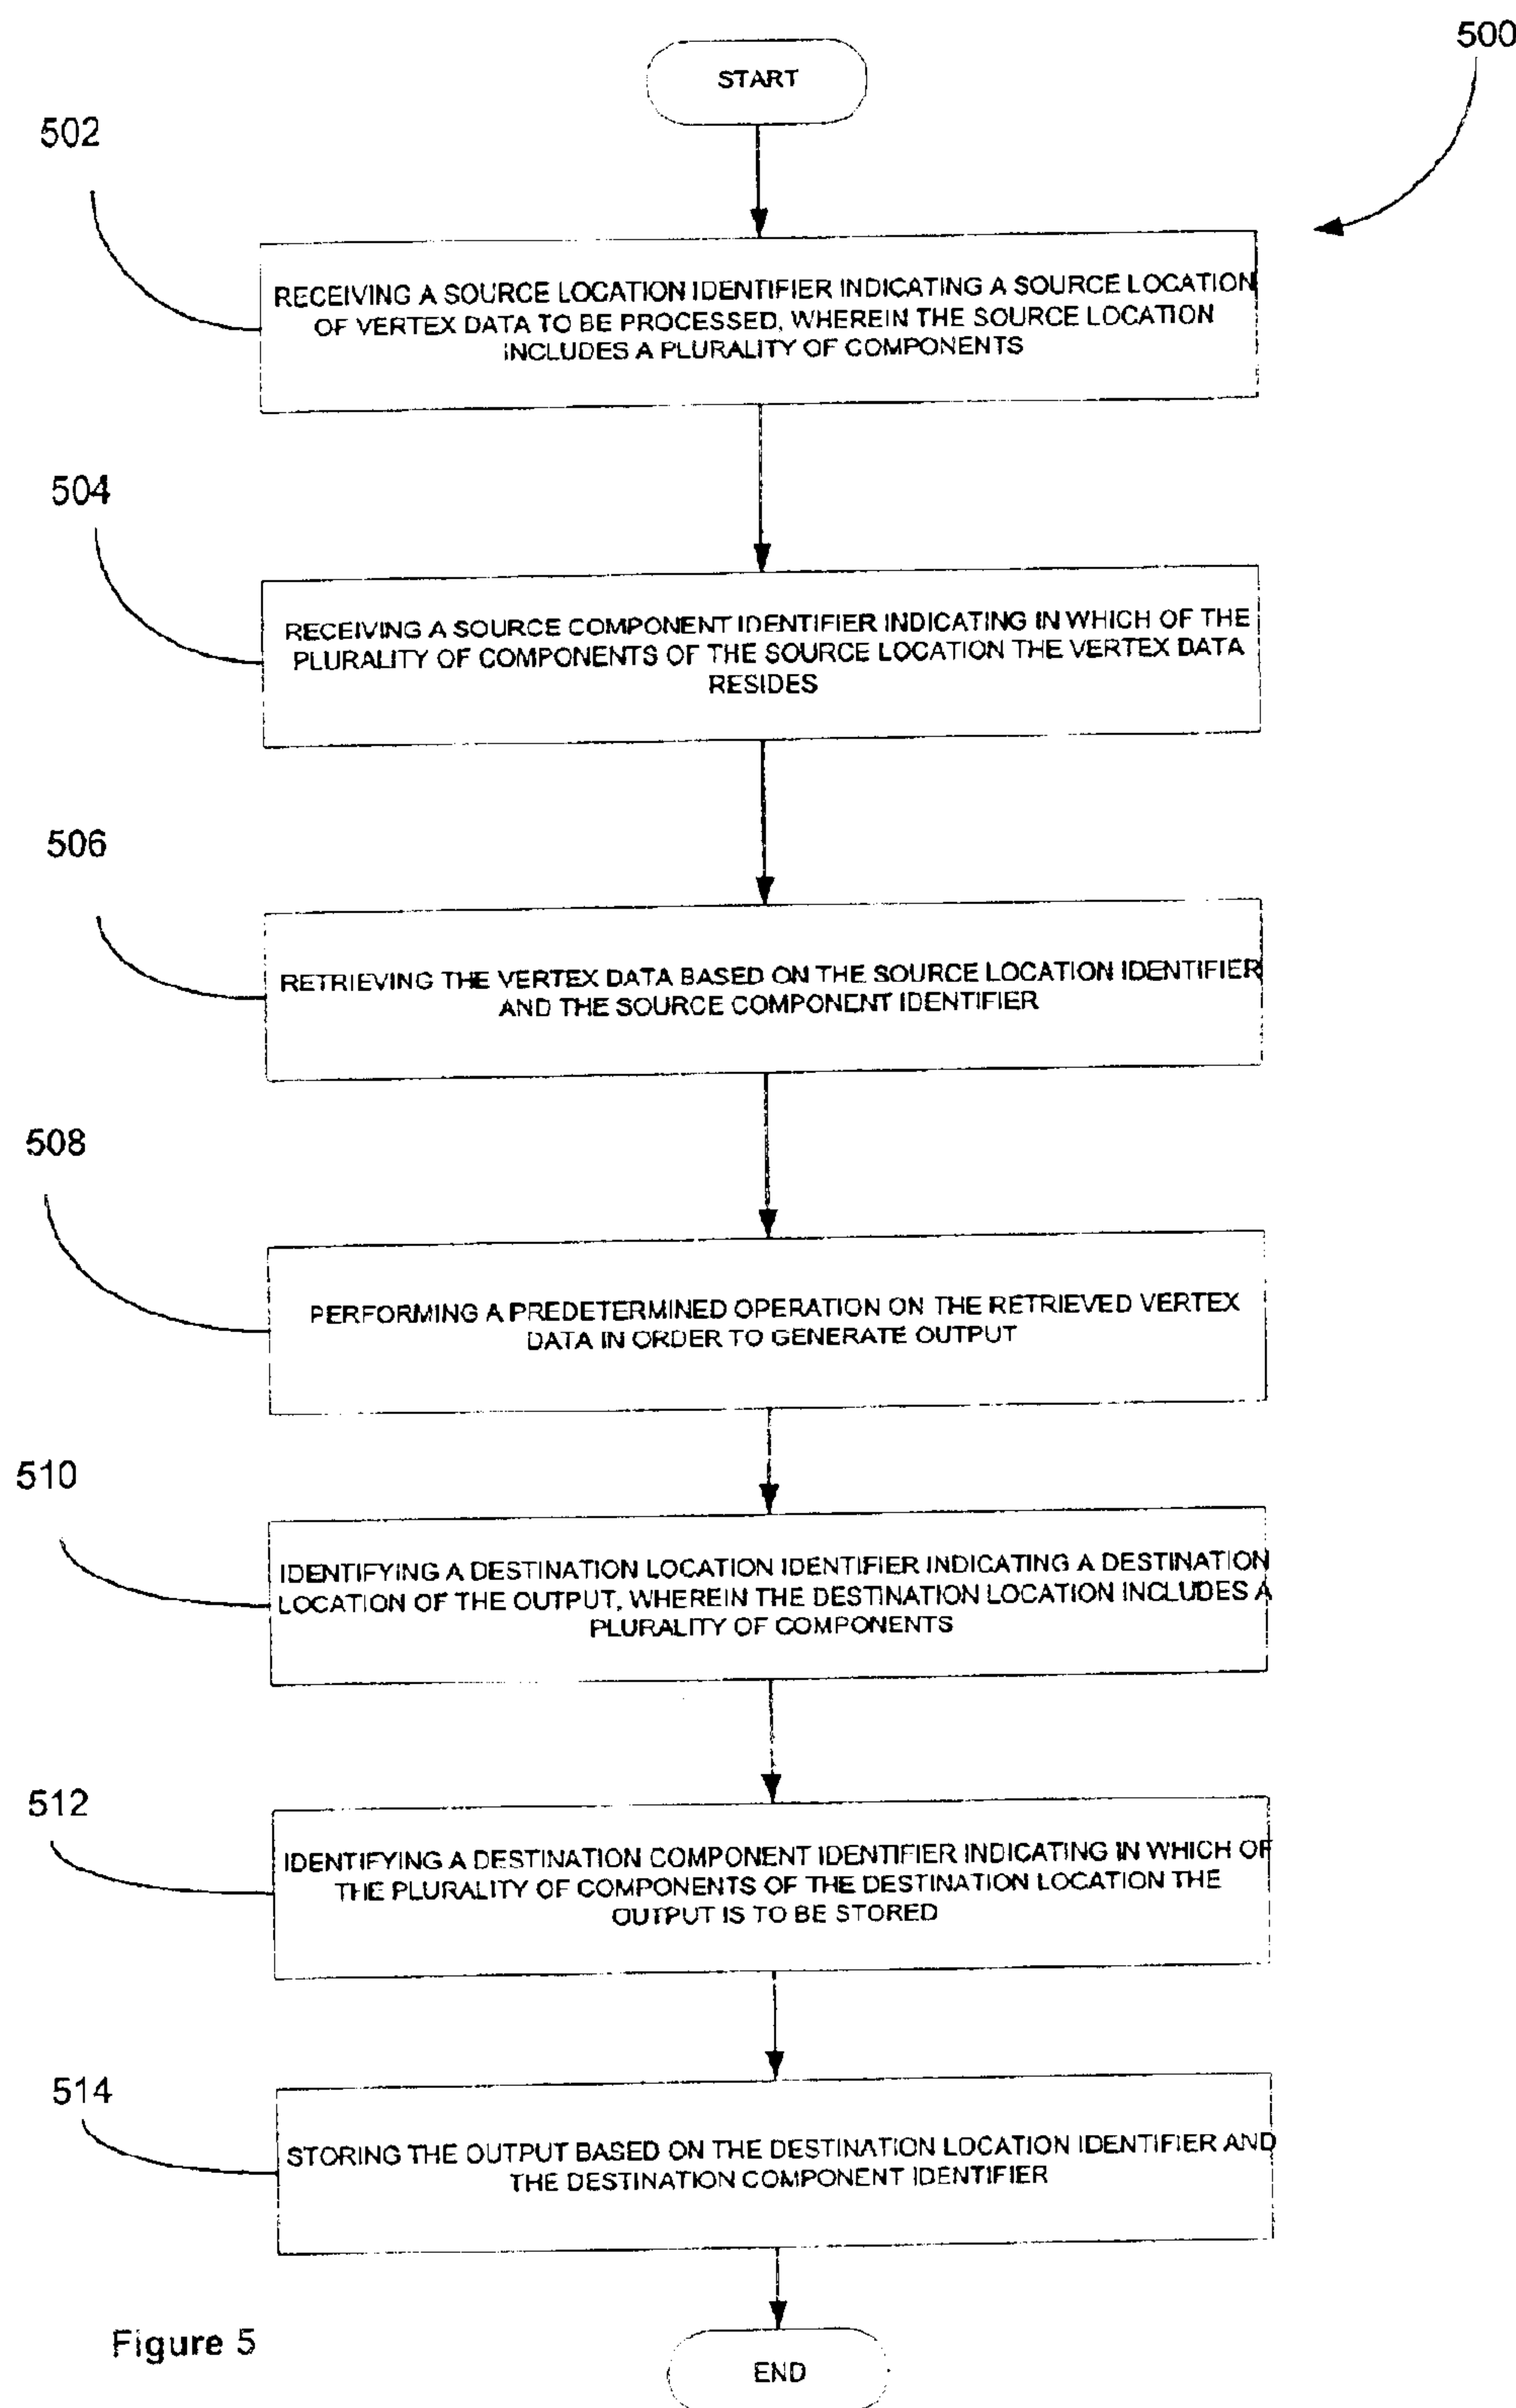 500
START
502
RECEIVING A SOURCE LOCATION IDENTIFIER INDICATING A SOURCE LOCATION
OF VERTEX DATA TO BE PROCESSED, WHEREIN THE SOURCE LOCATION
INCLUDES A PLURALITY OF COMPONENTS
504
RECEIVING A SOURCE COMPONENT IDENTIFIER INDICATING IN WHICH OF THE
PLURALITY OF COMPONENTS OF THE SOURCE LOCATION THE VERTEX DATA
RESIDES
506
RETRIEVING THE VERTEX DATA BASED ON THE SOURCE LOCATION IDENTIFIER
AND THE SOURCE COMPONENT IDENTIFIER
508
PERFORMING A PREDETERMINED OPERATION ON THE RETRIEVED VERTEX
DATA IN ORDER TO GENERATE OUTPUT
510
IDENTIFYING A DESTINATION LOCATION IDENTIFIER INDICATING A DESTINATION
LOCATION OF THE OUTPUT, WHEREIN THE DESTINATION LOCATION INCLUDES A
PLURALITY OF COMPONENTS
512
IDENTIFYING A DESTINATION COMPONENT IDENTIFIER INDICATING IN WHICH OF
THE PLURALITY OF COMPONENTS OF THE DESTINATION LOCATION THE
OUTPUT IS TO BE STORED
514
STORING THE OUTPUT BASED ON THE DESTINATION LOCATION IDENTIFIER AND
THE DESTINATION COMPONENT IDENTIFIER
Figure 5
END